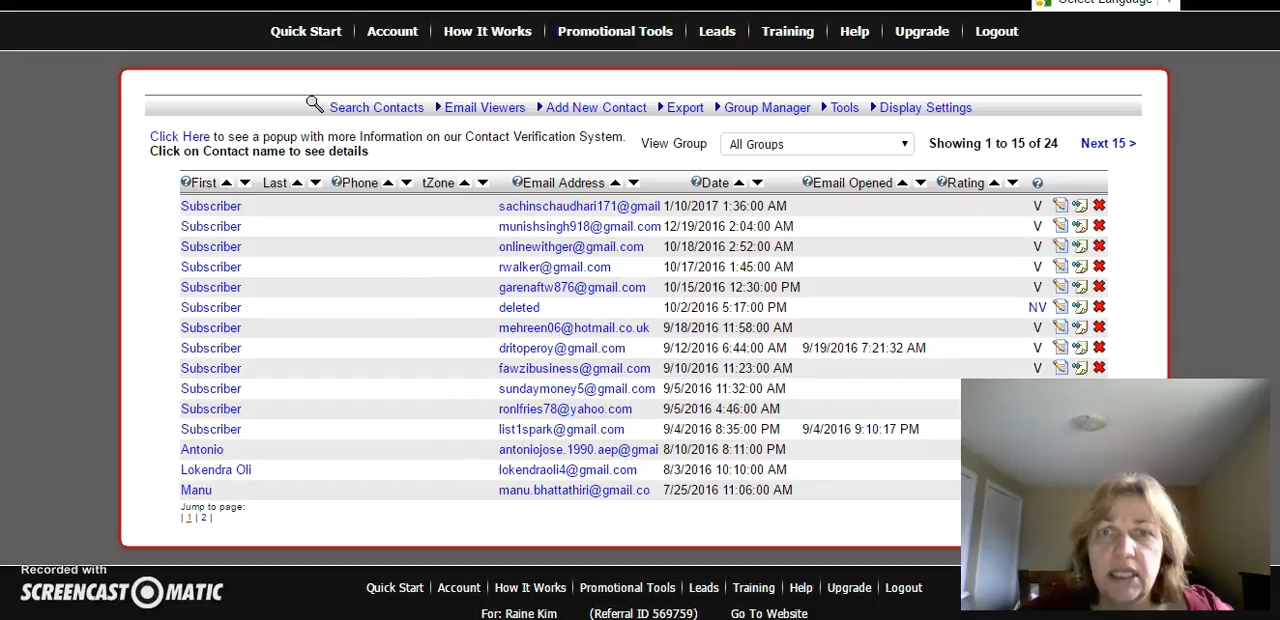 Select Language
Quick Start Account How It Works Promotional Tools Leads Training Help Upgrade Logout
Search Contacts Email Viewers Add New Contact Export Group Manager Tools Display Settings
Click Here to see a popup with more Information on our Contact Verification System.
Click on Contact name to see details
View Group All Groups Showing 1 to 15 of 24 Next 15 >
First Last Phone tZone Email Address Date Email Opened Rating
Subscriber sachinschaudhari171@gmail 1/10/2017 1:36:00 AM V
Subscriber munishsingh918@gmail.com 12/19/2016 2:04:00 AM V
Subscriber onlinewithger@gmail.com 10/18/2016 2:52:00 AM V
Subscriber rwalker@gmail.com 10/17/2016 1:45:00 AM V
Subscriber garenaftw876@gmail.com 10/15/2016 12:30:00 PM V
Subscriber deleted 10/2/2016 5:17:00 PM NV
Subscriber mehreen06@hotmail.co.uk 9/18/2016 11:58:00 AM V
Subscriber dritoperoy@gmail.com 9/12/2016 6:44:00 AM 9/19/2016 7:21:32 AM V
Subscriber fawzibusiness@gmail.com 9/10/2016 11:23:00 AM V
Subscriber sundaymoney5@gmail.com 9/5/2016 11:32:00 AM
Subscriber ronlfries78@yahoo.com 9/5/2016 4:46:00 AM
Subscriber list1spark@gmail.com 9/4/2016 8:35:00 PM 9/4/2016 9:10:17 PM
Antonio antoniojose.1990.aep@gmai 8/10/2016 8:11:00 PM
Lokendra Oli lokendraoli4@gmail.com 8/3/2016 10:10:00 AM
Manu manu.bhattathiri@gmail.co 7/25/2016 11:06:00 AM
Jump to page:
| 1 | 2 |
Recorded with
SCREENCAST-O-MATIC
Quick Start Account How It Works Promotional Tools Leads Training Help Upgrade Logout
For: Raine Kim (Referral ID 569759) Go To Website